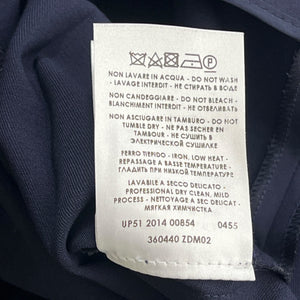 P
NON LAVARE IN ACQUA - DO NOT WASH
- LAVAGE INTERDIT - НЕ СТИРАТЬ В ВОДЕ
NON CANDEGGIARE - DO NOT BLEACH -
BLANCHIMENT INTERDIT - НЕ ОТБЕЛИВАТЬ
NON ASCIUGARE IN TAMBURO - DO NOT
TUMBLE DRY - NE PAS SÉCHER EN
TAMBOUR - НЕ СУШИТЬ В
ЭЛЕКТРИЧЕСКОЙ СУШИЛКЕ
FERRO TIEPIDO - IRON, LOW HEAT -
REPASSAGE A BASSE TEMPERATURE -
ГЛАДИТЬ ПРИ НИЗКОЙ ТЕМПЕРАТУРЕ
LAVABILE A SECCO DELICATO -
PROFESSIONAL DRY CLEAN, MILD
PROCESS - NETTOYAGE A SEC DELICAT -
МЯГКАЯ ХИМЧИСТКА
UP51 2014 00854 0455
360440 ZDM02